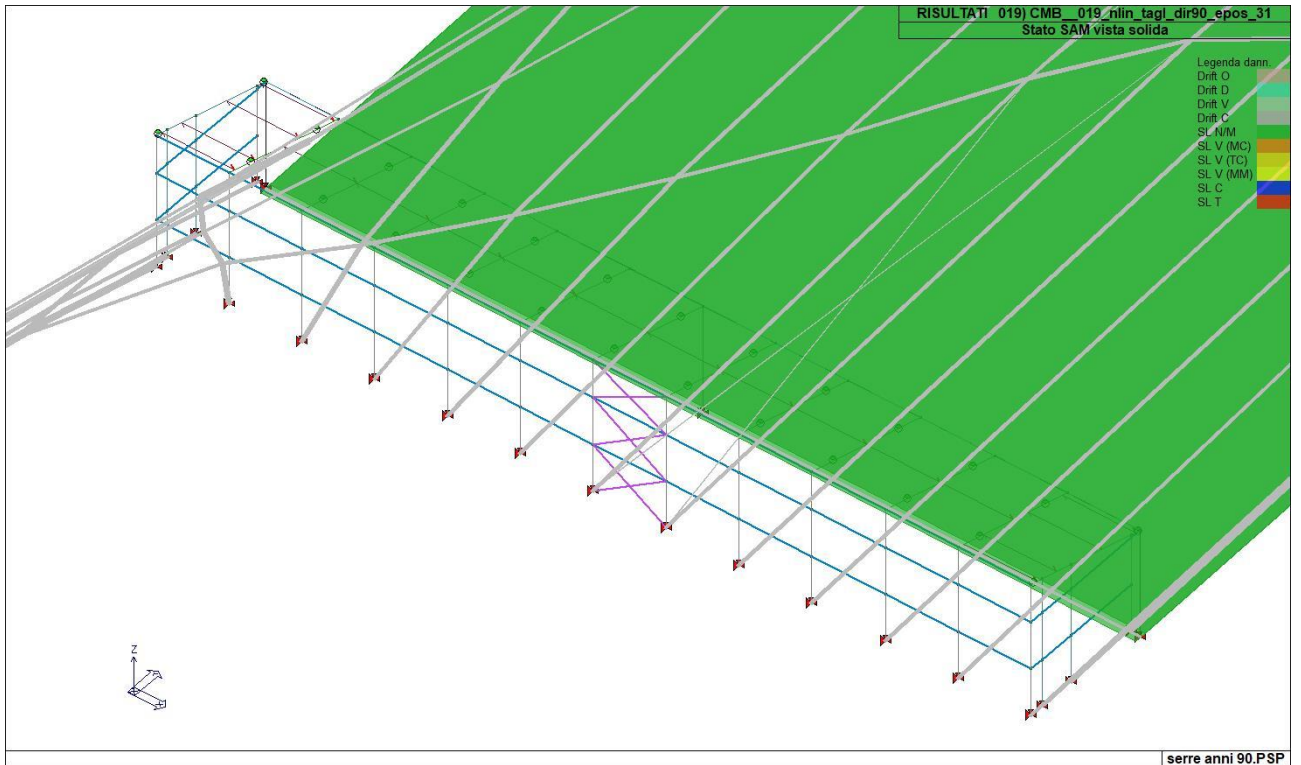 RISULTATI 019) CMB__019_nlin_tagl_dir90_epos_31
Stato SAM vista solida
Legenda dann.
Drift O
Drift D
Drift V
Drift C
SL N/M
SL V (MC)
SL V (TC)
SL V (MM)
SL C
SL T
Z
serre anni 90.PSP